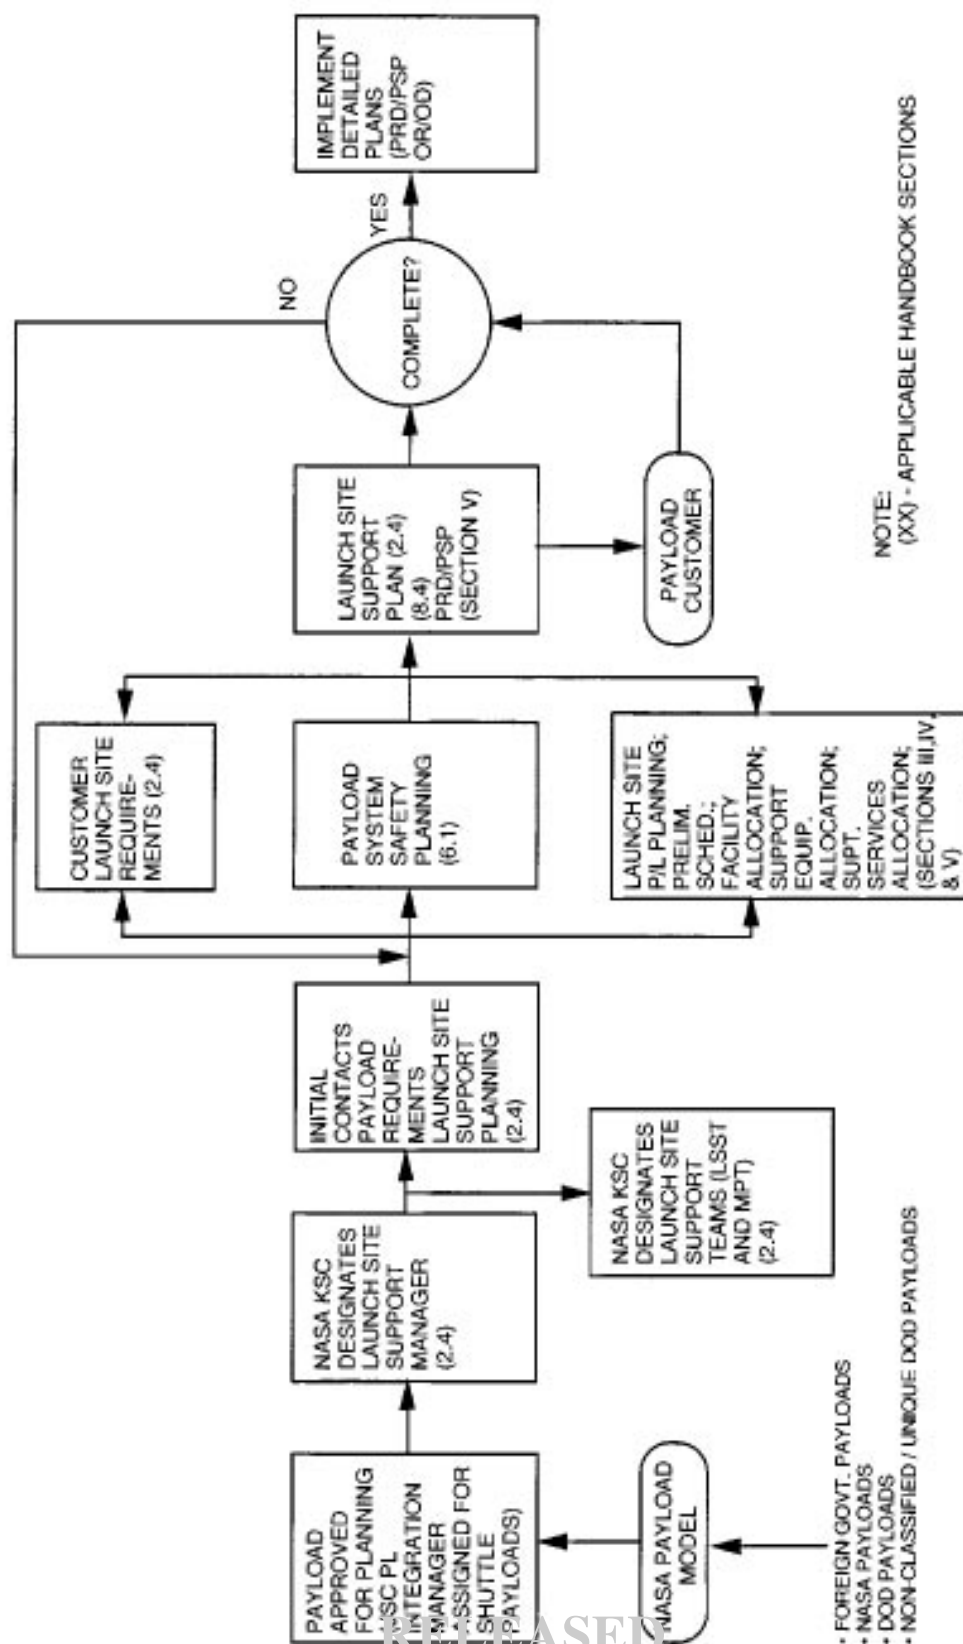 PAYLOAD
APPROVED
FOR PLANNING
(JSC PL
INTEGRATION
MANAGER
ASSIGNED FOR
SHUTTLE
PAYLOADS)
NASA PAYLOAD
MODEL
• FOREIGN GOVT. PAYLOADS
• NASA PAYLOADS
• DOD PAYLOADS
• NON-CLASSIFIED / UNIQUE DOD PAYLOADS
NASA KSC
DESIGNATES
LAUNCH SITE
SUPPORT
MANAGER
(2.4)
NASA KSC
DESIGNATES
LAUNCH SITE
SUPPORT
TEAMS (LSST
AND MPT)
(2.4)
INITIAL
CONTACTS
PAYLOAD
REQUIRE-
MENTS
LAUNCH SITE
SUPPORT
PLANNING
(2.4)
CUSTOMER
LAUNCH SITE
REQUIRE-
MENTS (2.4)
PAYLOAD
SYSTEM
SAFETY
PLANNING
(6.1)
LAUNCH SITE
P/L PLANNING;
PRELIM.
SCHED.;
FACILITY
ALLOCATION;
SUPPORT
EQUIP.
ALLOCATION;
SUPT.
SERVICES
ALLOCATION;
(SECTIONS III,IV,
& V)
LAUNCH SITE
SUPPORT
PLAN (2.4)
(8.4)
PRD/PSP
(SECTION V)
PAYLOAD
CUSTOMER
COMPLETE?
NO
YES
IMPLEMENT
DETAILED
PLANS
(PRD/PSP
OR/OD)
NOTE:
(XX) - APPLICABLE HANDBOOK SECTIONS
RELEASED